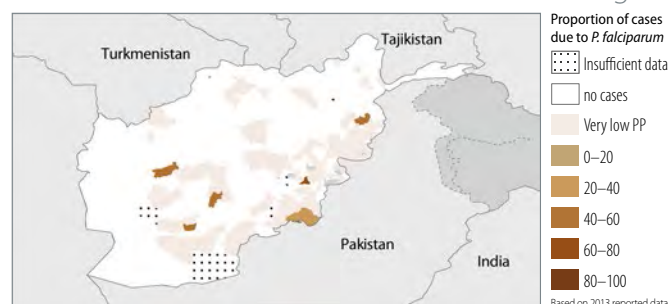 Proportion of cases
due to P. falciparum
Insufficient data
no cases
Very low PP
0–20
20–40
40–60
60–80
80–100
Based on 2013 reported data
Turkmenistan
Tajikistan
Pakistan
India